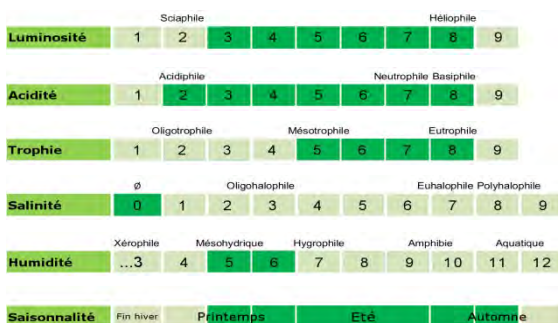 Sciaphile Héliophile
Luminosité 1 2 3 4 5 6 7 8 9
Acidiphile Neutrophile Basiphile
Acidité 1 2 3 4 5 6 7 8 9
Oligotrophile Mésotrophile Eutrophile
Trophie 1 2 3 4 5 6 7 8 9
Ø Oligohalophile Euhalophile Polyhalophile
Salinité 0 1 2 3 4 5 6 7 8 9
Xérophile Mésohydrique Hygrophile Amphibie Aquatique
Humidité ...3 4 5 6 7 8 9 10 11 12
Saisonnalité Fin hiver Printemps Eté Automne